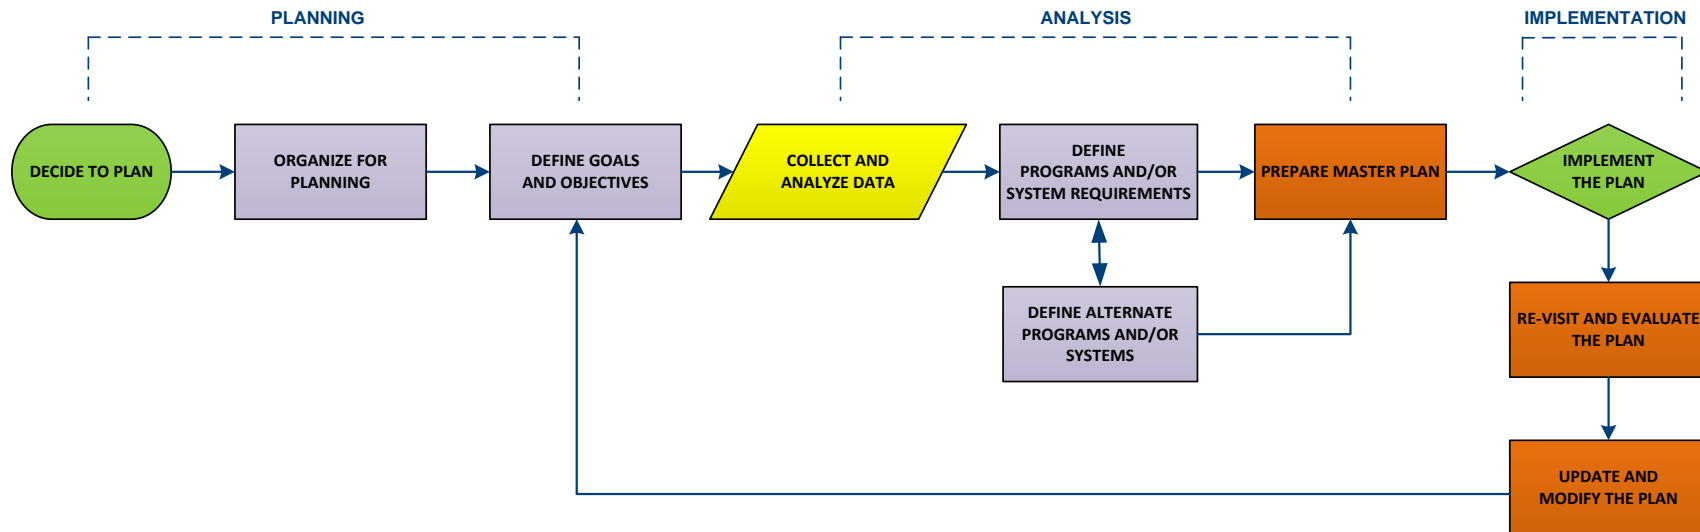 PLANNING
ANALYSIS
IMPLEMENTATION
DECIDE TO PLAN
ORGANIZE FOR
PLANNING
DEFINE GOALS
AND OBJECTIVES
COLLECT AND
ANALYZE DATA
DEFINE
PROGRAMS AND/OR
SYSTEM REQUIREMENTS
PREPARE MASTER PLAN
IMPLEMENT
THE PLAN
DEFINE ALTERNATE
PROGRAMS AND/OR
SYSTEMS
RE-VISIT AND EVALUATE
THE PLAN
UPDATE AND
MODIFY THE PLAN